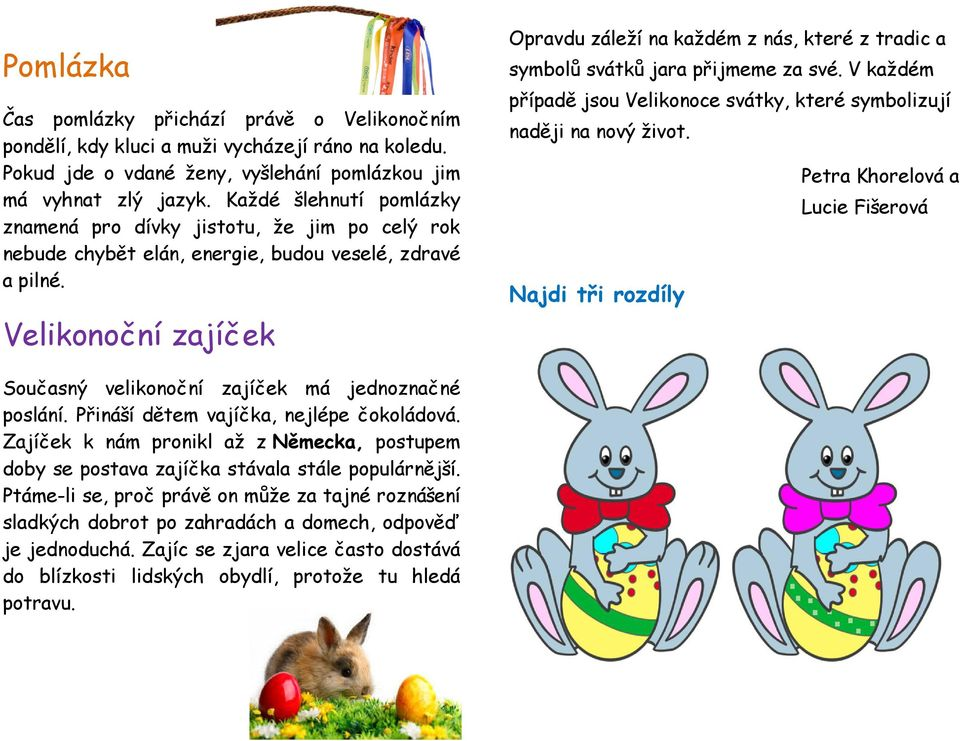 Pomlázka
Čas pomlázky přichází právě o Velikonočním
pondělí, kdy kluci a muži vycházejí ráno na koledu.
Pokud jde o vdané ženy, vyšlehání pomlázkou jim
má vyhnat zlý jazyk. Každé šlehnutí pomlázky
znamená pro dívky jistotu, že jim po celý rok
nebude chybět elán, energie, budou veselé, zdravé
a pilné.
Velikonoční zajíček
Současný velikonoční zajíček má jednoznačné
poslání. Přináší dětem vajíčka, nejlépe čokoládová.
Zajíček k nám pronikl až z Německa, postupem
doby se postava zajíčka stávala stále populárnější.
Ptáme-li se, proč právě on může za tajné roznášení
sladkých dobrot po zahradách a domech, odpověď
je jednoduchá. Zajíc se zjara velice často dostává
do blízkosti lidských obydlí, protože tu hledá
potravu.
Opravdu záleží na každém z nás, které z tradic a
symbolů svátků jara přijmeme za své. V každém
případě jsou Velikonoce svátky, které symbolizují
naději na nový život.
Petra Khorelová a
Lucie Fišerová
Najdi tři rozdíly